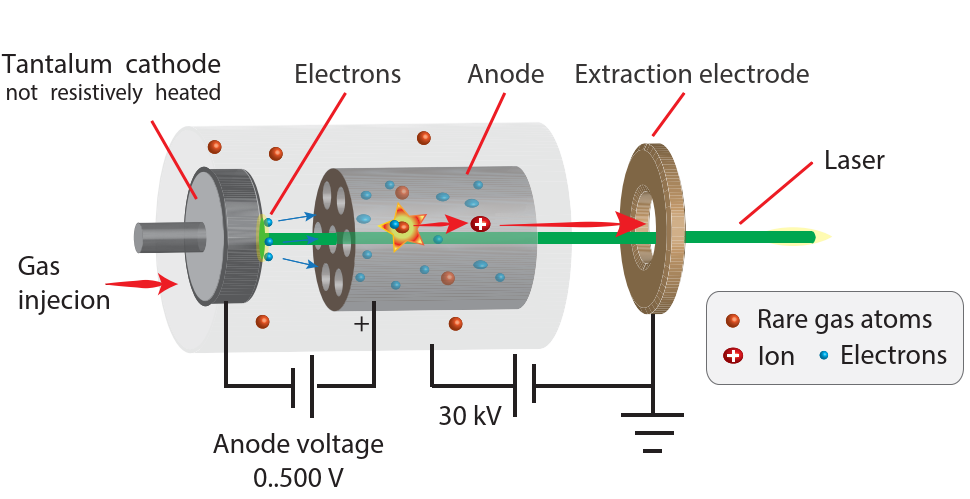 Tantalum cathode
not resistively heated
Electrons
Anode
Extraction electrode
Laser
Gas
injecion
+
+
30 kV
Anode voltage
0..500 V
Rare gas atoms
+ Ion
Electrons